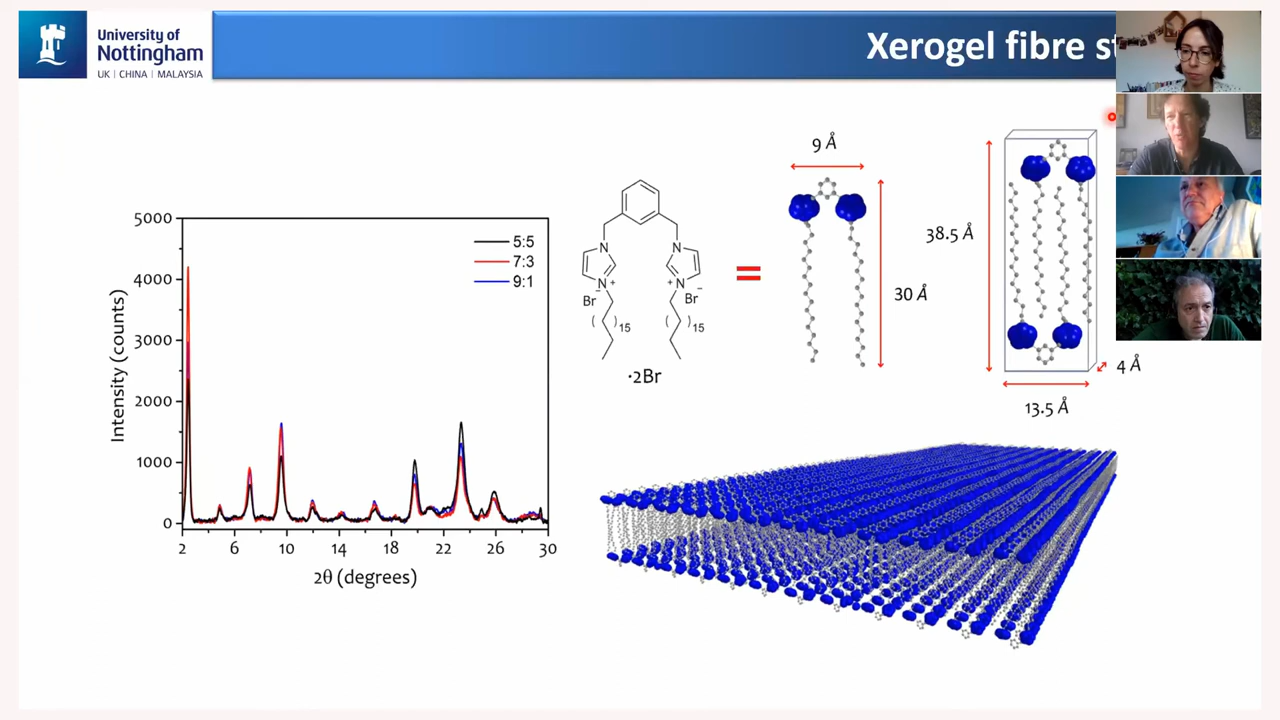 University of
Nottingham
UK | CHINA | MALAYSIA
Xerogel fibre
5000
4000
3000
2000
1000
0
Intensity (counts)
5:5
7:3
9:1
2 6 10 14 18 22 26 30
2θ (degrees)
N N
N + + N
Br⁻ Br⁻
( )15 ( )15
·2Br
=
9 Å
30 Å
38.5 Å
4 Å
13.5 Å